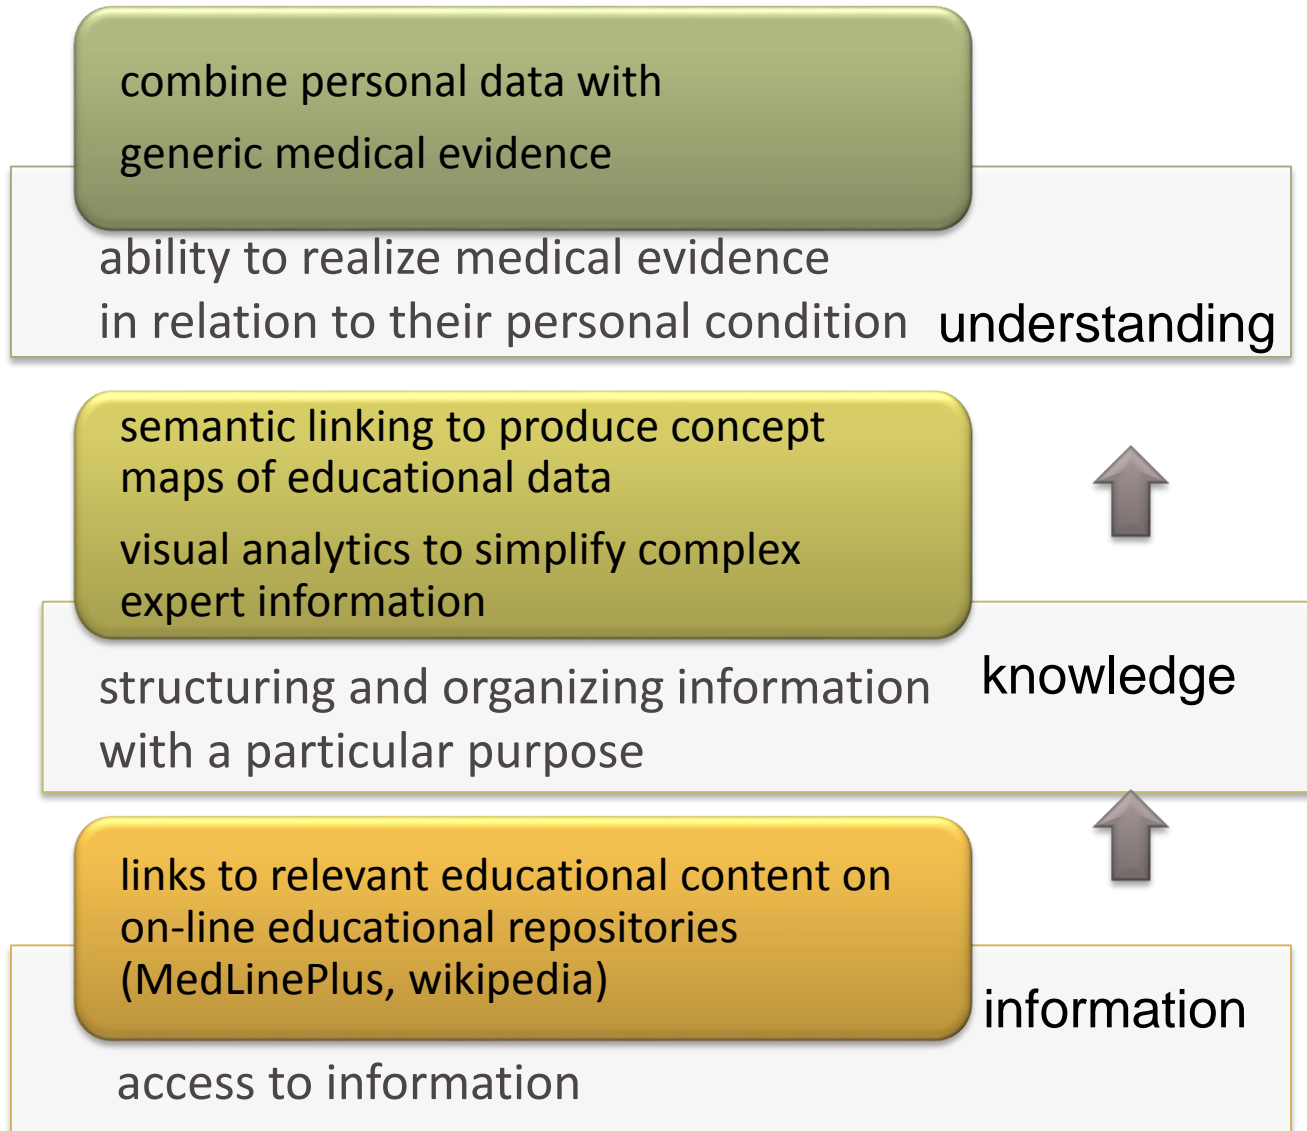 combine personal data with
generic medical evidence
ability to realize medical evidence
in relation to their personal condition
understanding
semantic linking to produce concept
maps of educational data
visual analytics to simplify complex
expert information
structuring and organizing information
with a particular purpose
knowledge
links to relevant educational content on
on-line educational repositories
(MedLinePlus, wikipedia)
information
access to information